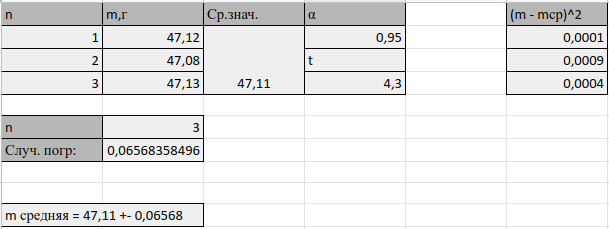 n m,г Ср.знач. α (m - mср)^2
1 47,12 0,95 0,0001
2 47,08 t 0,0009
3 47,13 47,11 4,3 0,0004
n 3
Случ. погр: 0,06568358496
m средняя = 47,11 +- 0,06568